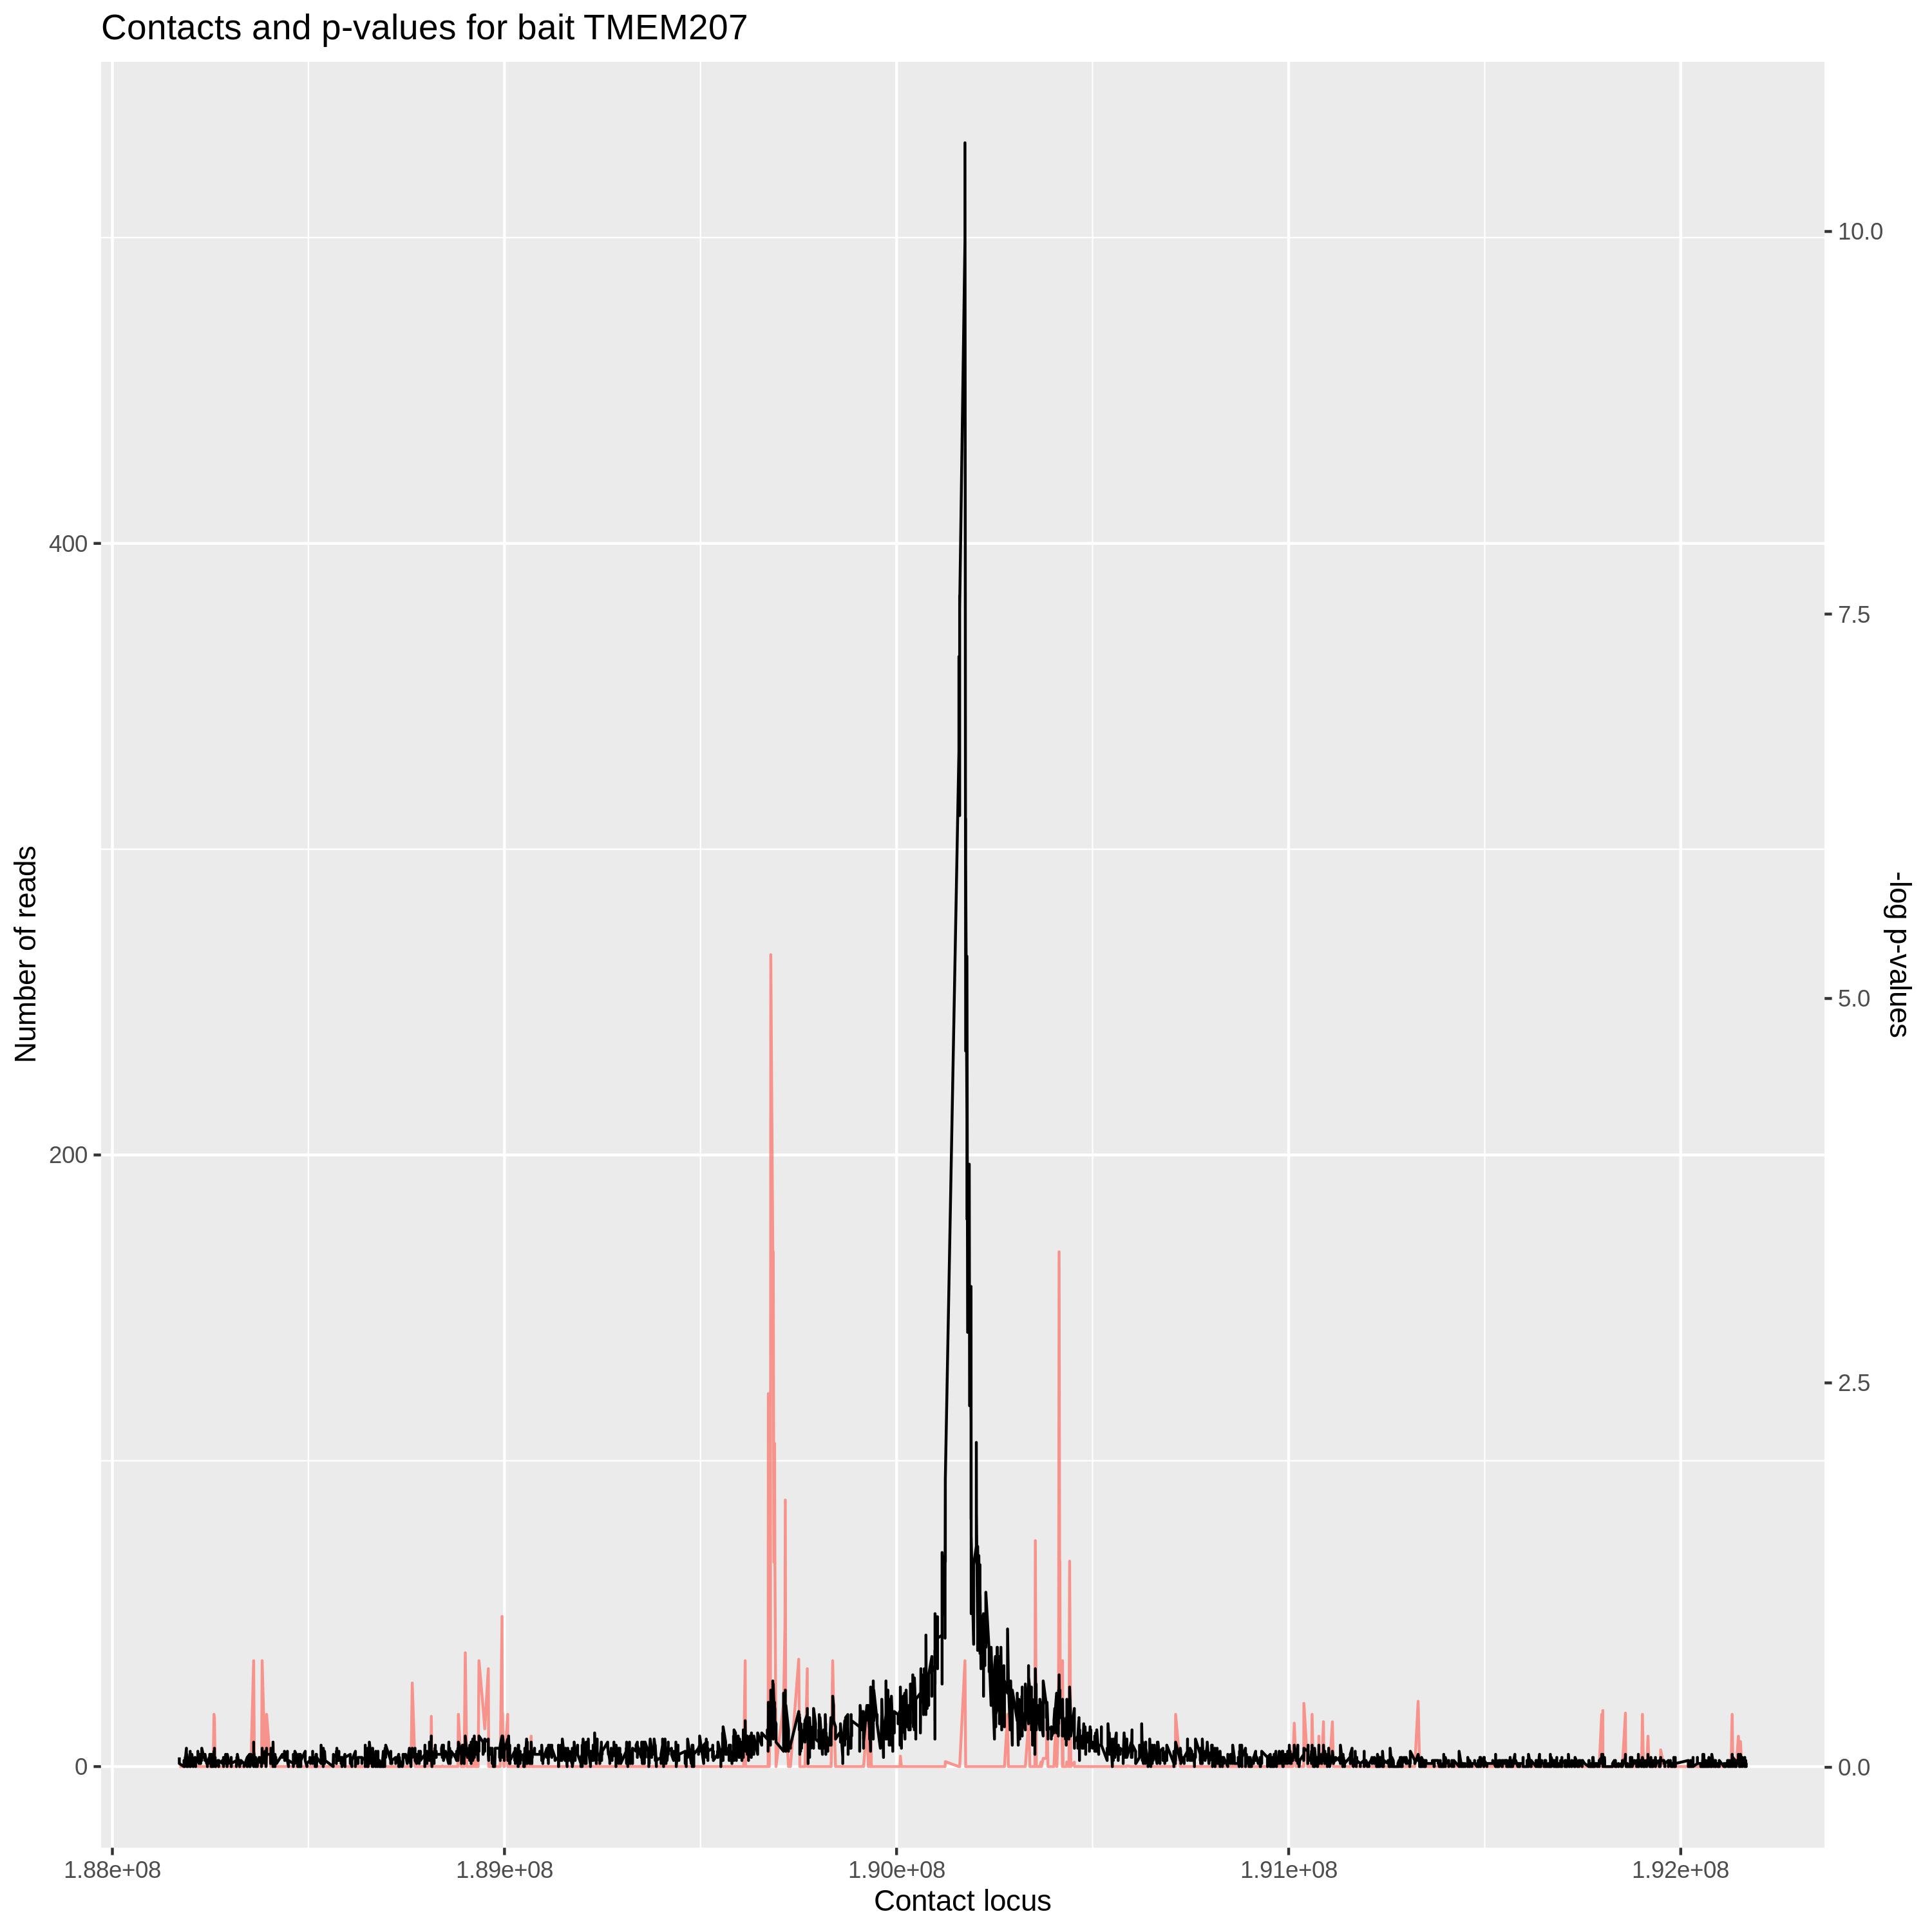 Contacts and p-values for bait TMEM207
Number of reads
400
200
0
10.0
7.5
5.0
2.5
0.0
-log p-values
1.88e+08
1.89e+08
1.90e+08
1.91e+08
1.92e+08
Contact locus